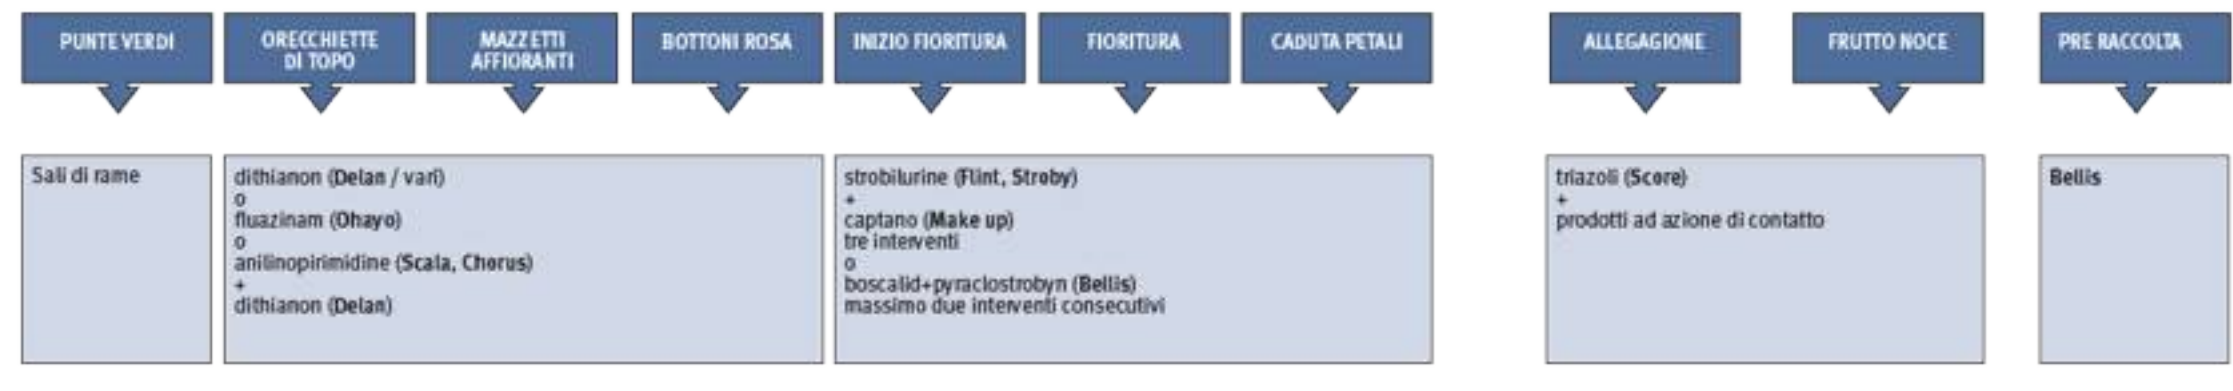 PUNTE VERDI
ORECCHIETTE
DI TOPO
MAZZETTI
AFFIORANTI
BOTTONI ROSA
INIZIO FIORITURA
FIORITURA
CADUTA PETALI
ALLEGAGIONE
FRUTTO NOCE
PRE RACCOLTA
Sali di rame
dithianon (Delan / vari)
o
fluazinam (Ohayo)
o
anilinopirimidine (Scala, Chorus)
+
dithianon (Delan)
strobilurine (Flint, Stroby)
+
captano (Make up)
tre interventi
o
boscalid+pyraclostrobyn (Bellis)
massimo due interventi consecutivi
triazoli (Score)
+
prodotti ad azione di contatto
Bellis